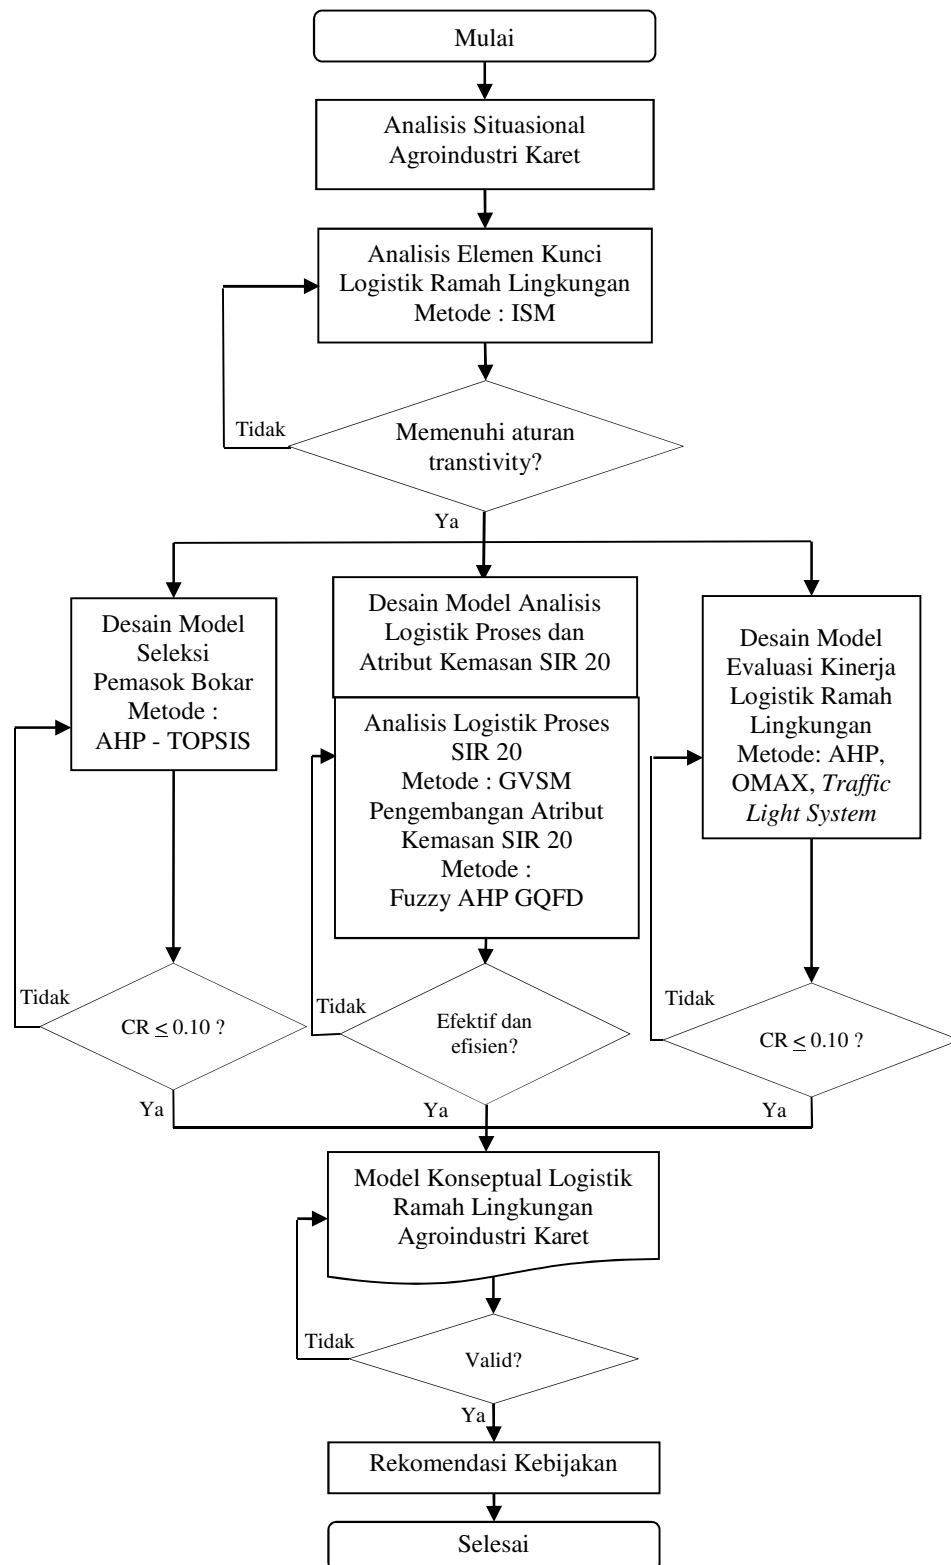 Mulai
Analisis Situasional
Agroindustri Karet
Analisis Elemen Kunci
Logistik Ramah Lingkungan
Metode : ISM
Tidak
Memenuhi aturan
transtivity?
Ya
Desain Model
Seleksi
Pemasok Bokar
Metode :
AHP - TOPSIS
Desain Model Analisis
Logistik Proses dan
Atribut Kemasan SIR 20
Analisis Logistik Proses
SIR 20
Metode : GVSM
Pengembangan Atribut
Kemasan SIR 20
Metode :
Fuzzy AHP GQFD
Desain Model
Evaluasi Kinerja
Logistik Ramah
Lingkungan
Metode: AHP,
OMAX, Traffic
Light System
Tidak
CR ≤ 0.10 ?
Ya
Tidak
Efektif dan
efisien?
Ya
Tidak
CR ≤ 0.10 ?
Ya
Model Konseptual Logistik
Ramah Lingkungan
Agroindustri Karet
Tidak
Valid?
Ya
Rekomendasi Kebijakan
Selesai